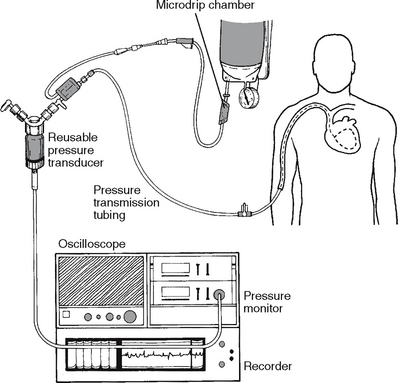 Microdrip chamber
Reusable
pressure
transducer
Pressure
transmission
tubing
Oscilloscope
Pressure
monitor
Recorder